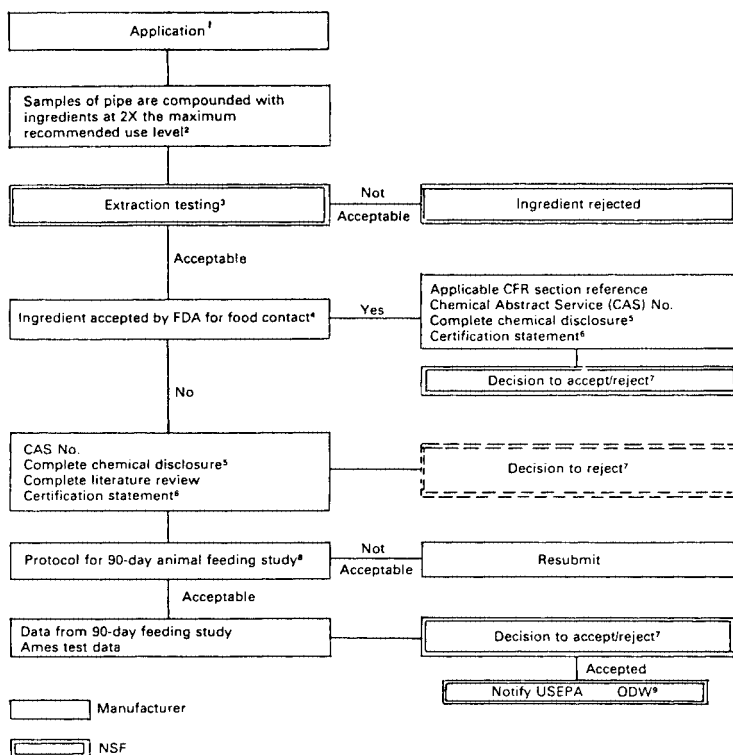 Application¹
Samples of pipe are compounded with
ingredients at 2X the maximum
recommended use level²
Extraction testing³
Not
Acceptable
Ingredient rejected
Acceptable
Ingredient accepted by FDA for food contact⁴
Yes
Applicable CFR section reference
Chemical Abstract Service (CAS) No.
Complete chemical disclosure⁵
Certification statement⁶
Decision to accept/reject⁷
No
CAS No.
Complete chemical disclosure⁵
Complete literature review
Certification statement⁶
Decision to reject⁷
Protocol for 90-day animal feeding study⁸
Not
Acceptable
Resubmit
Acceptable
Data from 90-day feeding study
Ames test data
Decision to accept/reject⁷
Accepted
Notify USEPA ODW⁹
Manufacturer
NSF